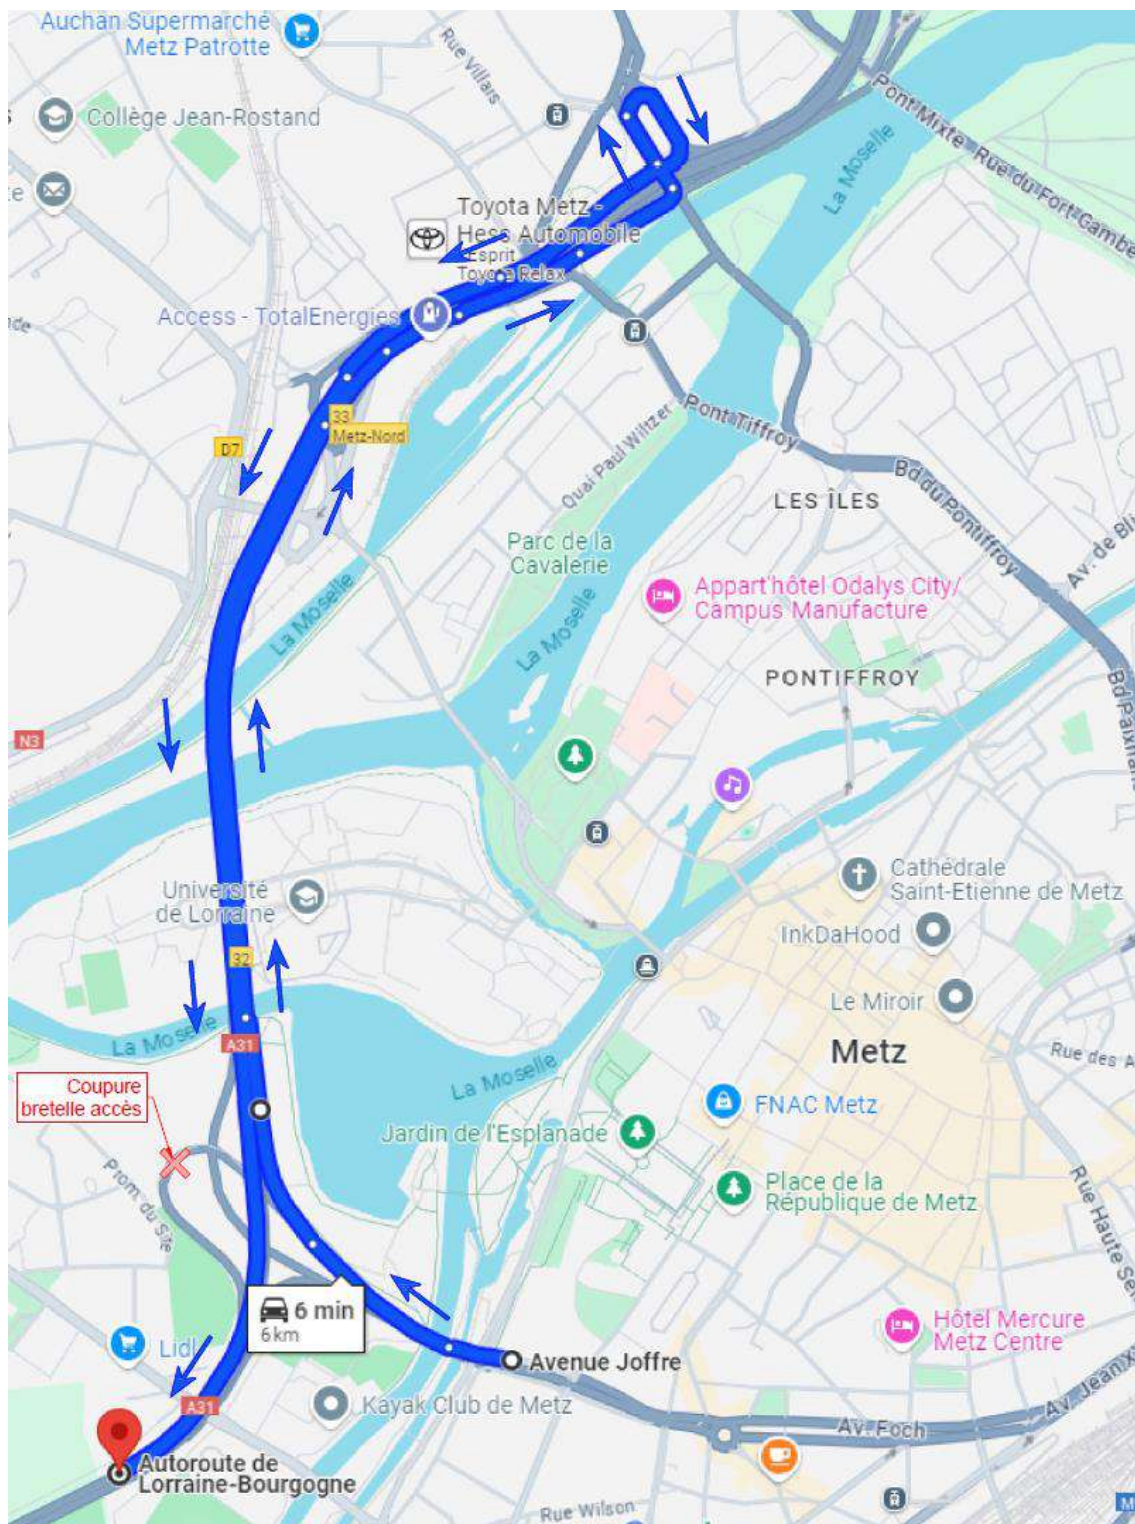 Auchan Supermarché
Metz Patrotte
Rue Villars
Collège Jean-Rostand
Pont Mixte
Rue du Fort Gambe
La Moselle
Toyota Metz -
Hess Automobile
Esprit
Toyota Relax
Access - TotalEnergies
33
Metz-Nord
D7
Pont Tiffroy
Quai Paul Wiltzer
Bd du Pontiffroy
LES ÎLES
Av. de Bli
Parc de la
Cavalerie
Appart'hôtel Odalys City/
Campus Manufacture
La Moselle
La Moselle
PONTIFFROY
Bd Paixhans
N3
Université
de Lorraine
Cathédrale
Saint-Etienne de Metz
InkDaHood
32
Le Miroir
La Moselle
A31
Metz
Rue des A
La Moselle
Coupure
bretelle accès
FNAC Metz
Jardin de l'Esplanade
Prom. du Site
Place de la
République de Metz
Rue Haute Se
6 min
6 km
Hôtel Mercure
Metz Centre
Lidl
Avenue Joffre
A31
Kayak Club de Metz
Av. Foch
Av. Jean X
Autoroute de
Lorraine-Bourgogne
Rue Wilson
M